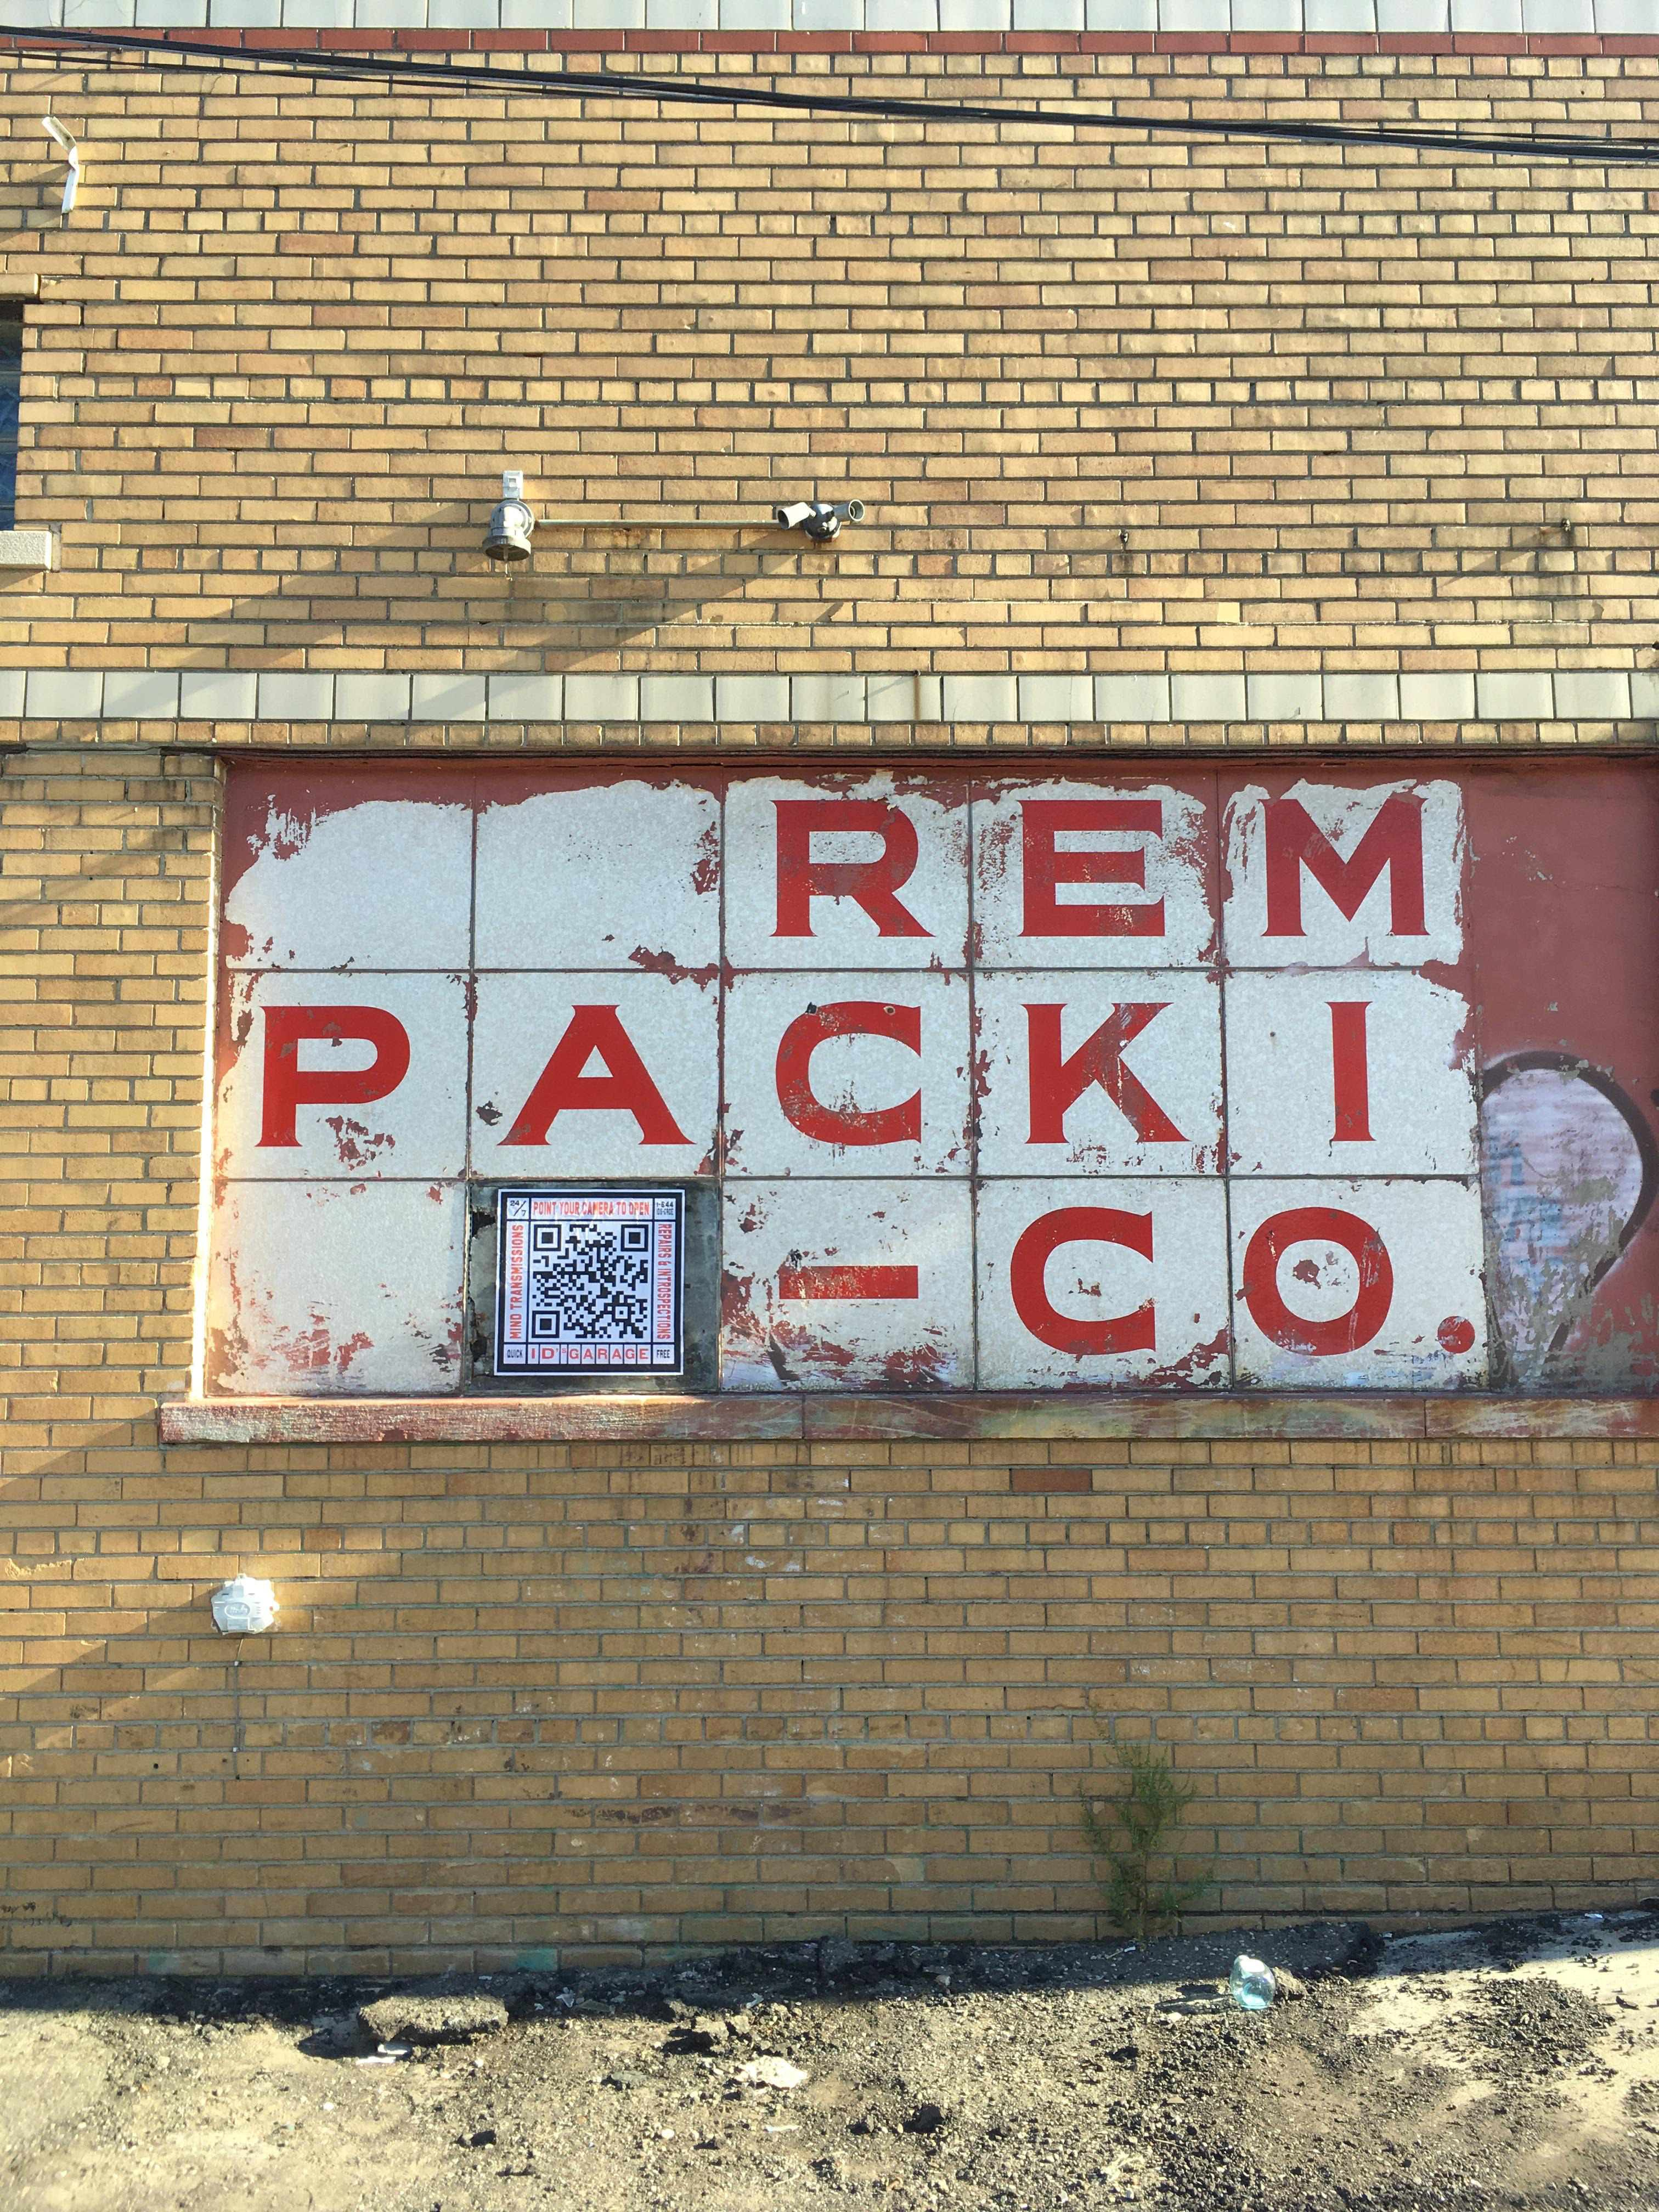 REM
PACKI
– CO.
24/7
POINT YOUR CAMERA TO OPEN
MIND TRANSMISSIONS
REPAIRS & INTROSPECTIONS
QUICK
ID'S GARAGE
FREE